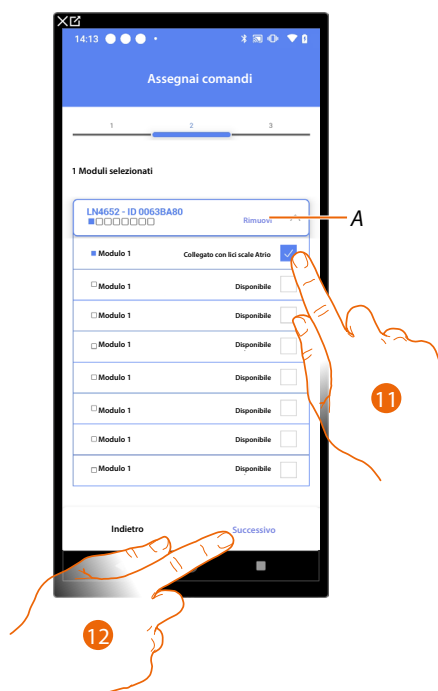 14:13
Assegnai comandi
1 2 3
1 Moduli selezionati
LN4652 - ID 0063BA80
Rimuovi
A
Modulo 1 Collegato con lici scale Atrio
Modulo 1 Disponibile
Modulo 1 Disponibile
Modulo 1 Disponibile
Modulo 1 Disponibile
Modulo 1 Disponibile
Modulo 1 Disponibile
Modulo 1 Disponibile
11
Indietro Successivo
12